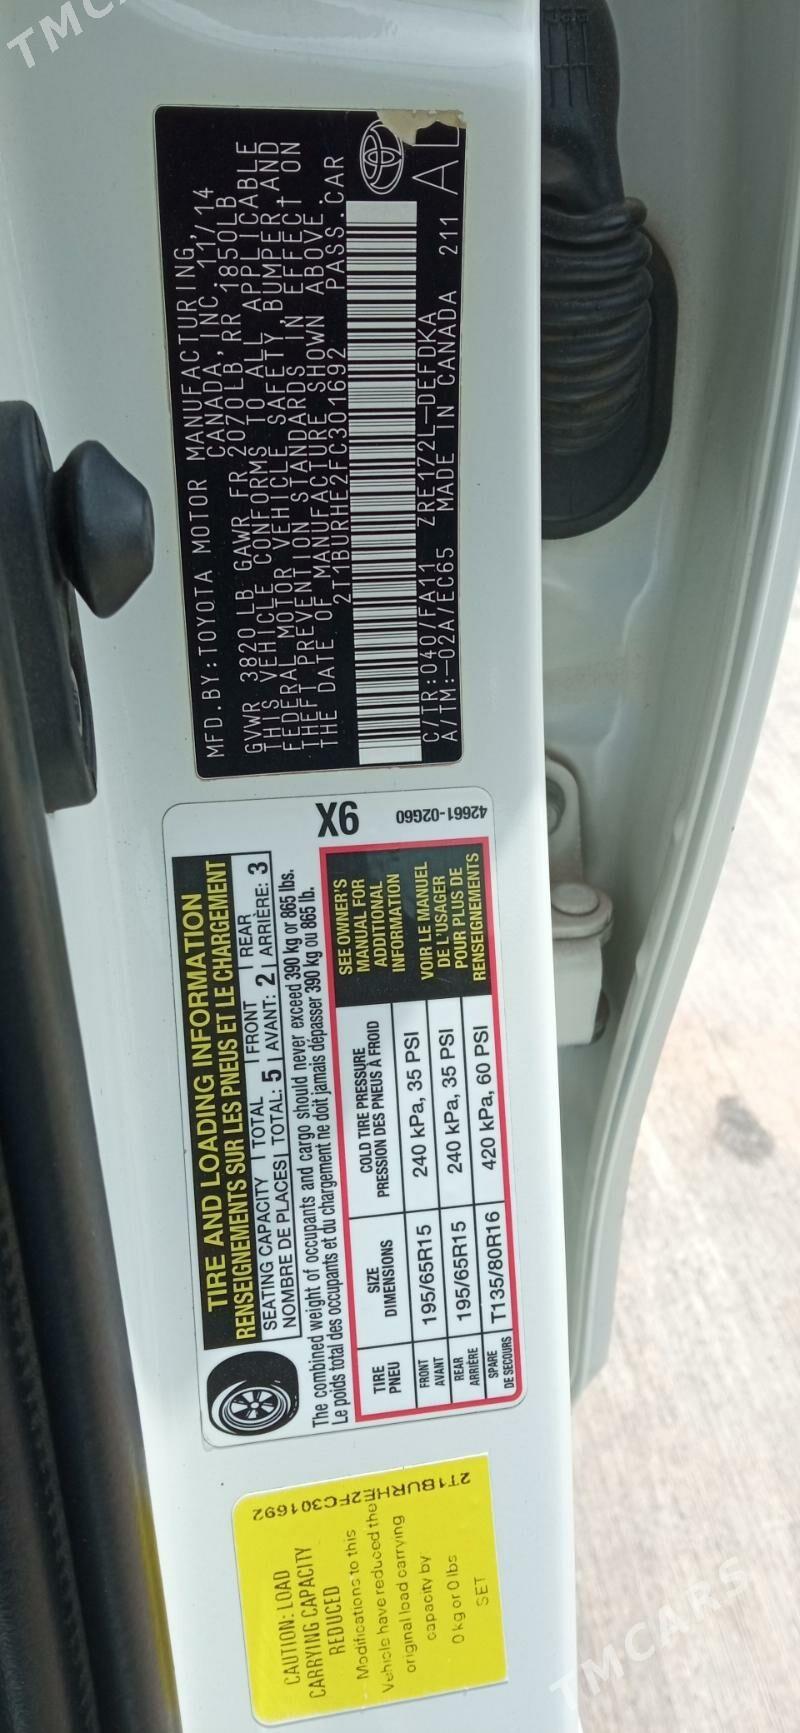 TMCARS
MFD.BY:TOYOTA MOTOR MANUFACTURING,
CANADA, INC. 11/14
GVWR 3820LB GAWR FR 2070LB RR 1850LB
THIS VEHICLE CONFORMS TO ALL APPLICABLE
FEDERAL MOTOR VEHICLE SAFETY, BUMPER, AND
THEFT PREVENTION STANDARDS IN EFFECT ON
THE DATE OF MANUFACTURE SHOWN ABOVE.
2T1BURHE2FC301692 PASS.CAR
C/TR:040/FA11 ZRE172L-DEFDKA
A/TM:-02A/EC65 MADE IN CANADA 211 AL
X6
42661-02G60
TIRE AND LOADING INFORMATION
RENSEIGNEMENTS SUR LES PNEUS ET LE CHARGEMENT
SEATING CAPACITY TOTAL FRONT REAR
NOMBRE DE PLACES TOTAL: 5 AVANT: 2 ARRIÈRE: 3
The combined weight of occupants and cargo should never exceed 390 kg or 865 lbs.
Le poids total des occupants et du chargement ne doit jamais dépasser 390 kg ou 865 lb.
TIRE SIZE COLD TIRE PRESSURE
PNEU DIMENSIONS PRESSION DES PNEUS À FROID
FRONT
AVANT 195/65R15 240 kPa, 35 PSI
REAR
ARRIÈRE 195/65R15 240 kPa, 35 PSI
SPARE
DE SECOURS T135/80R16 420 kPa, 60 PSI
SEE OWNER'S
MANUAL FOR
ADDITIONAL
INFORMATION
VOIR LE MANUEL
DE L'USAGER
POUR PLUS DE
RENSEIGNEMENTS
2T1BURHE2FC301692
CAUTION: LOAD
CARRYING CAPACITY
REDUCED
Modifications to this
Vehicle have reduced the
original load carrying
capacity by
0 kg or 0 lbs
SET
TMCARS